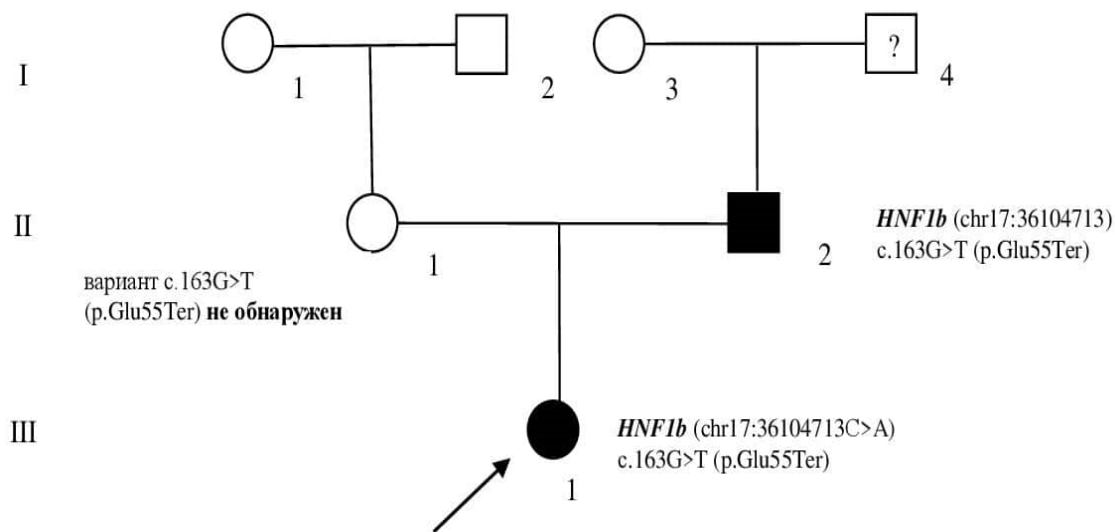 ?
I
1
2
3
4
II
1
2
HNF1b (chr17:36104713)
c.163G>T (p.Glu55Ter)
вариант c.163G>T
(p.Glu55Ter) не обнаружен
III
HNF1b (chr17:36104713C>A)
c.163G>T (p.Glu55Ter)
1